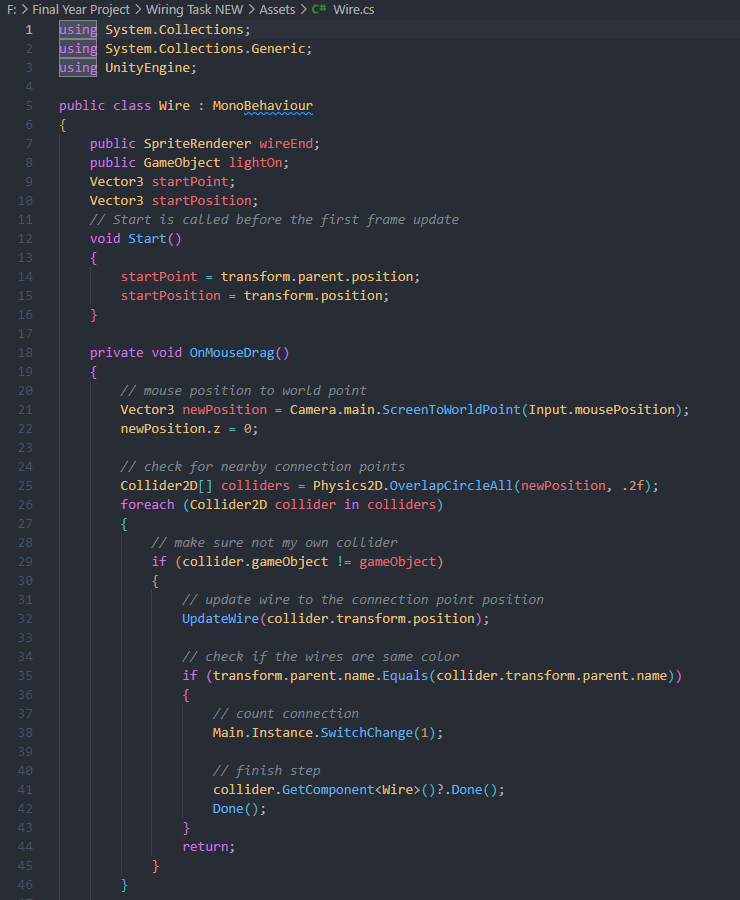 F: > Final Year Project > Wiring Task NEW > Assets > C# Wire.cs
1 using System.Collections;
2 using System.Collections.Generic;
3 using UnityEngine;
4
5 public class Wire : MonoBehaviour
6 {
7 public SpriteRenderer wireEnd;
8 public GameObject lightOn;
9 Vector3 startPoint;
10 Vector3 startPosition;
11 // Start is called before the first frame update
12 void Start()
13 {
14 startPoint = transform.parent.position;
15 startPosition = transform.position;
16 }
17
18 private void OnMouseDrag()
19 {
20 // mouse position to world point
21 Vector3 newPosition = Camera.main.ScreenToWorldPoint(Input.mousePosition);
22 newPosition.z = 0;
23
24 // check for nearby connection points
25 Collider2D[] colliders = Physics2D.OverlapCircleAll(newPosition, .2f);
26 foreach (Collider2D collider in colliders)
27 {
28 // make sure not my own collider
29 if (collider.gameObject != gameObject)
30 {
31 // update wire to the connection point position
32 UpdateWire(collider.transform.position);
33
34 // check if the wires are same color
35 if (transform.parent.name.Equals(collider.transform.parent.name))
36 {
37 // count connection
38 Main.Instance.SwitchChange(1);
39
40 // finish step
41 collider.GetComponent<Wire>()?.Done();
42 Done();
43 }
44 return;
45 }
46 }